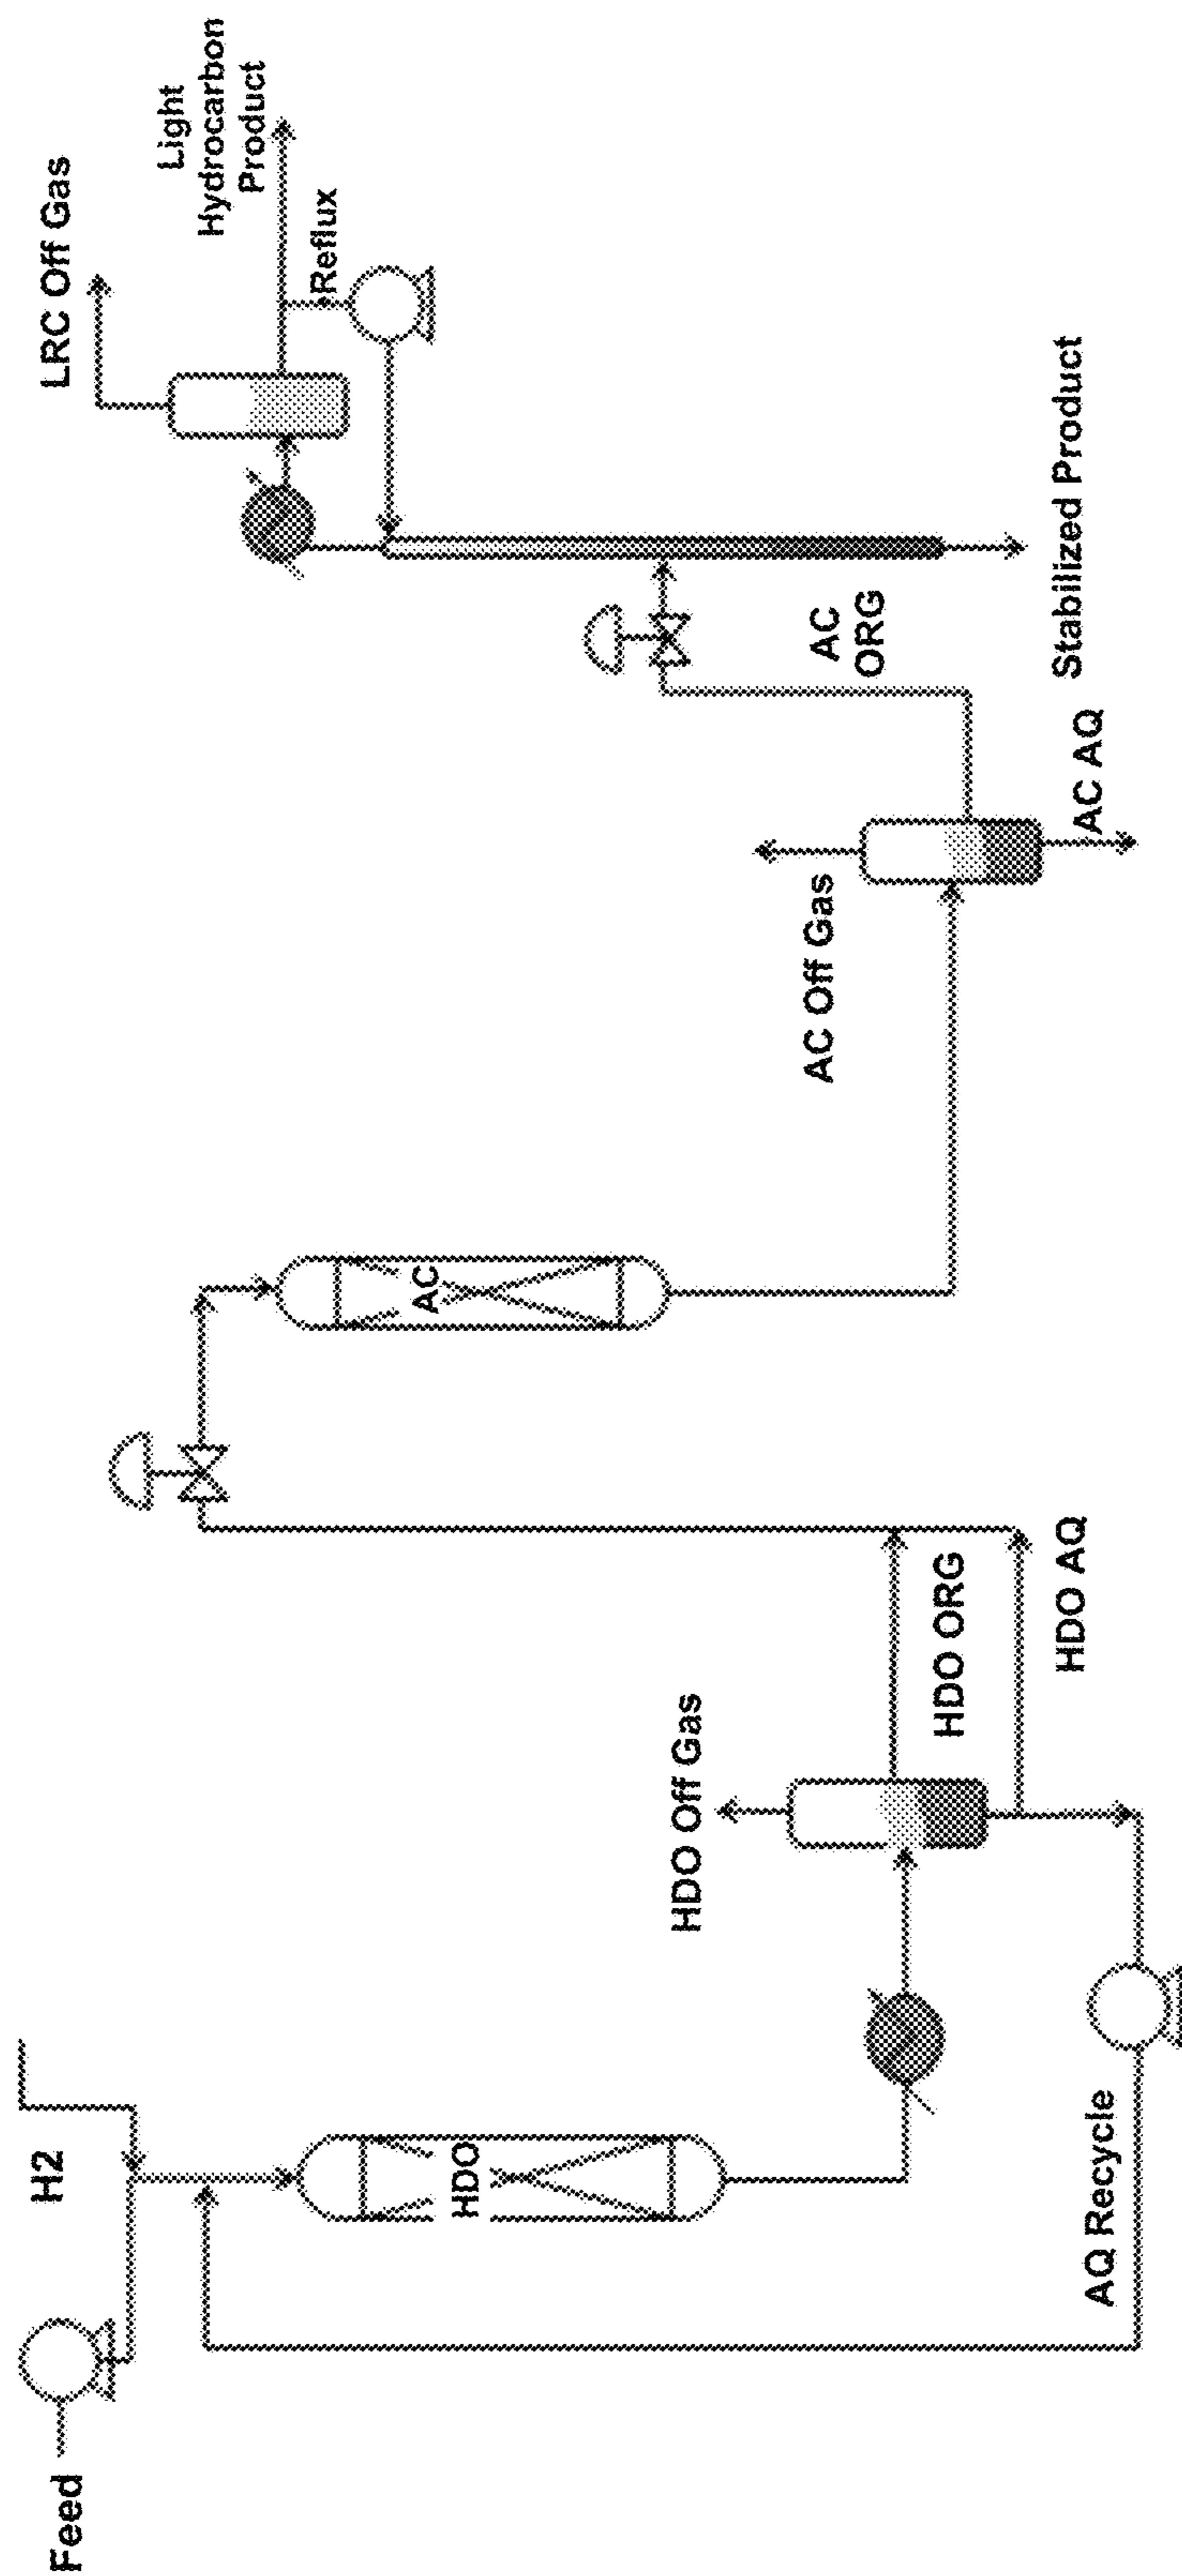 Feed
H2
HDO
AQ Recycle
HDO Off Gas
HDO ORG
HDO AQ
AC
AC Off Gas
AC AQ
AC
ORG
Stabilized Product
LRC Off Gas
Light
Hydrocarbon
Product
Reflux